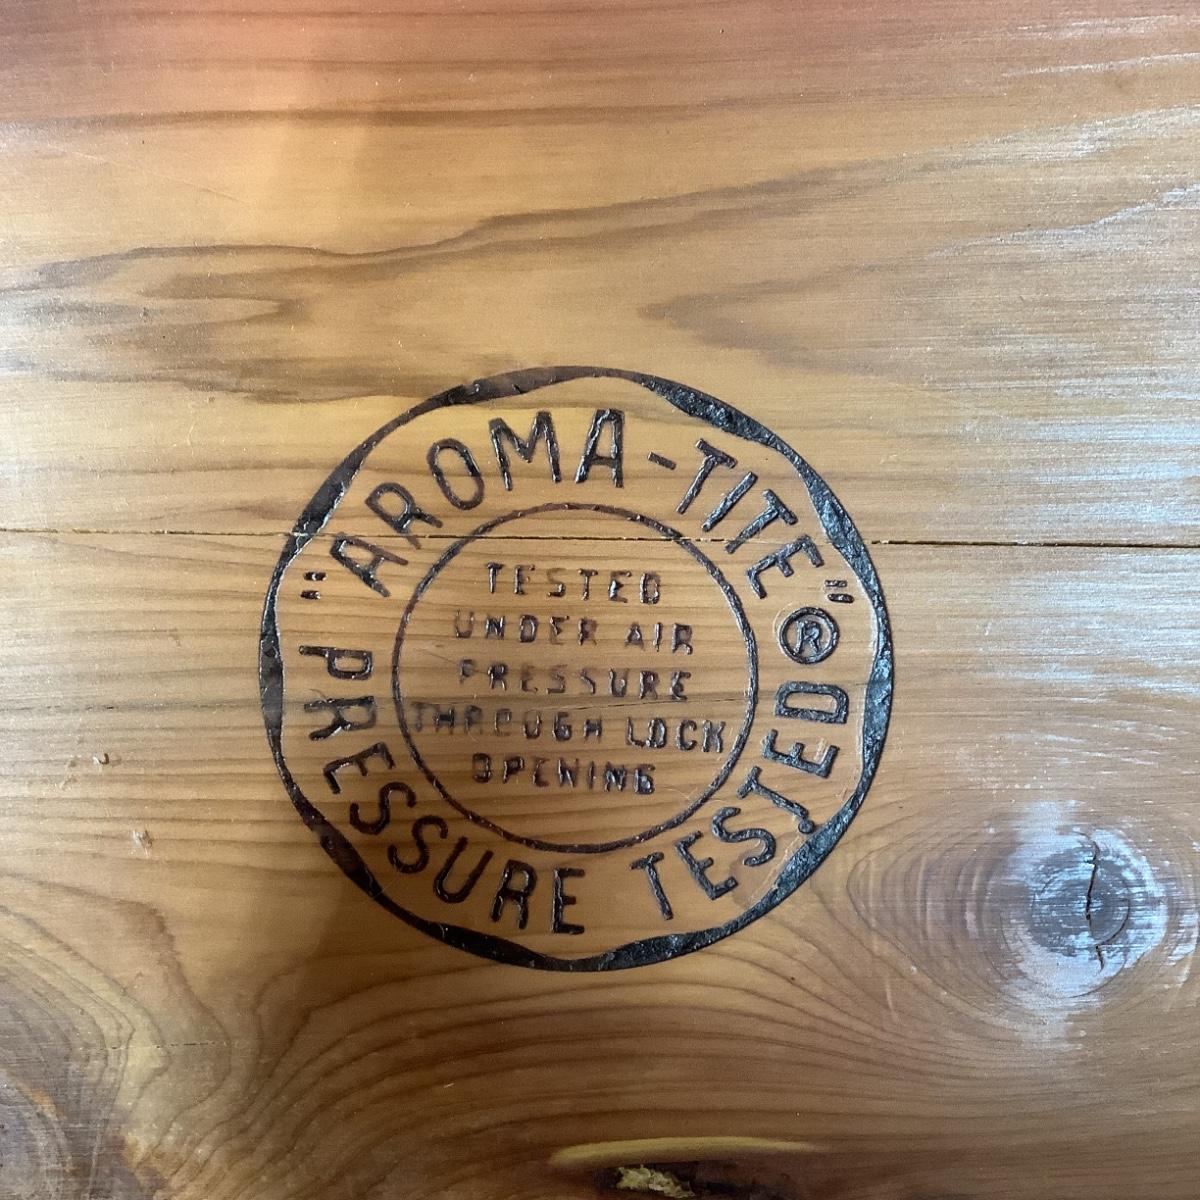 "AROMA-TITE"®
PRESSURE TESTED
TESTED
UNDER AIR
PRESSURE
THROUGH LOCK
OPENING